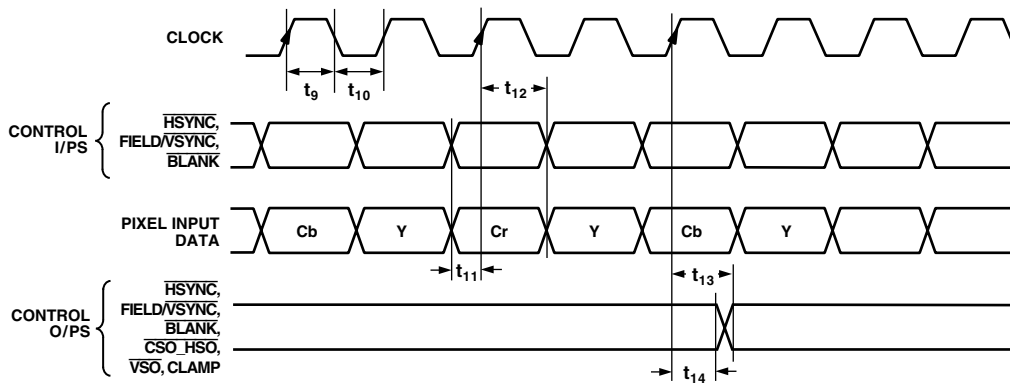 CLOCK
t9
t10
t12
CONTROL
I/PS
HSYNC,
FIELD/VSYNC,
BLANK
PIXEL INPUT
DATA
Cb
Y
Cr
Y
Cb
Y
t11
t13
CONTROL
O/PS
HSYNC,
FIELD/VSYNC,
BLANK,
CSO_HSO,
VSO, CLAMP
t14